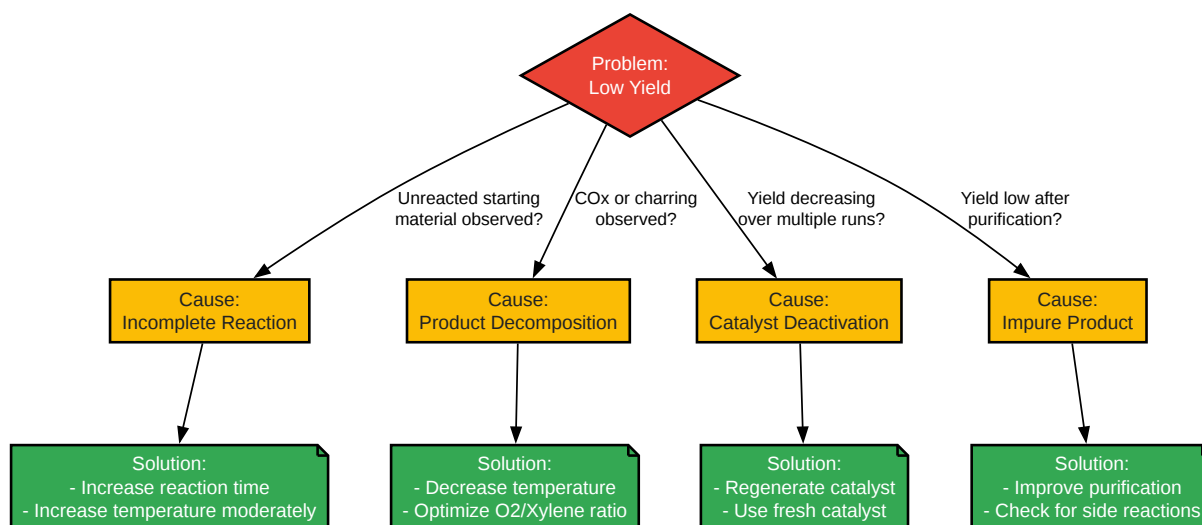 Problem:
Low Yield
Unreacted starting
material observed?
COx or charring
observed?
Yield decreasing
over multiple runs?
Yield low after
purification?
Cause:
Incomplete Reaction
Cause:
Product Decomposition
Cause:
Catalyst Deactivation
Cause:
Impure Product
Solution:
- Increase reaction time
- Increase temperature moderately
Solution:
- Decrease temperature
- Optimize O2/Xylene ratio
Solution:
- Regenerate catalyst
- Use fresh catalyst
Solution:
- Improve purification
- Check for side reactions